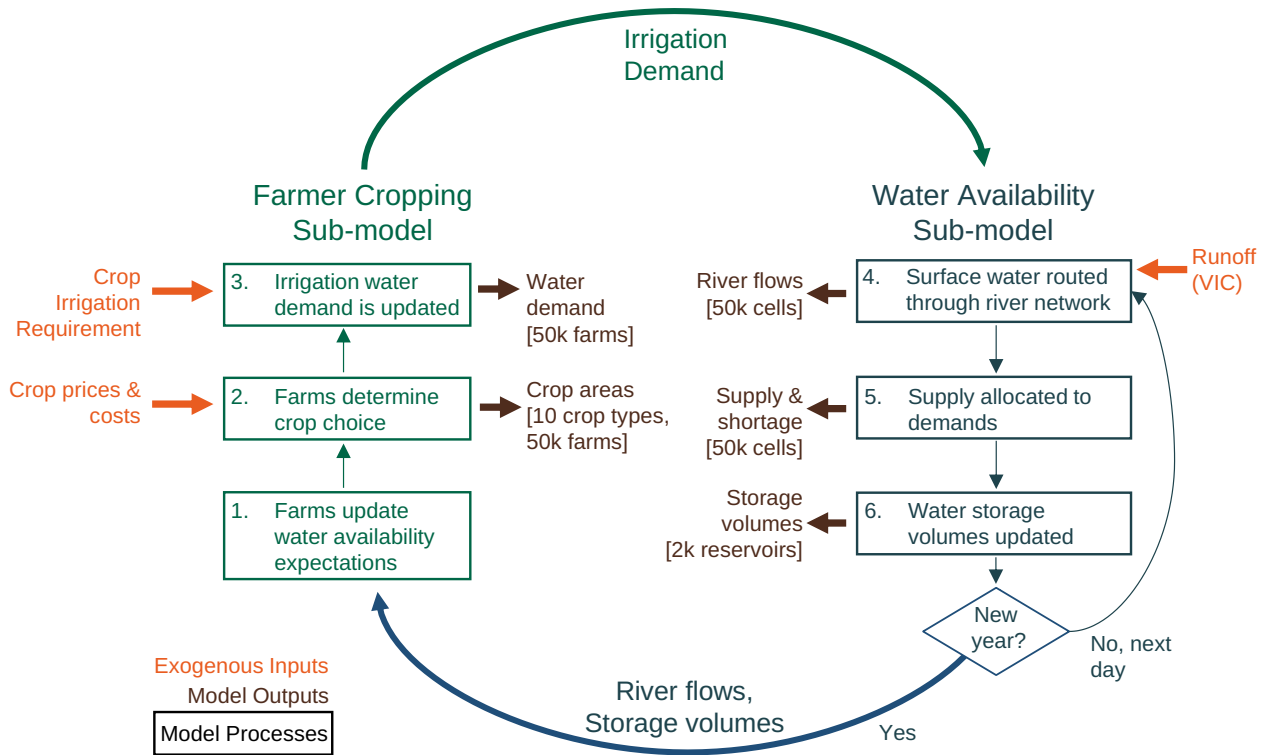 Irrigation
Demand
Farmer Cropping
Sub-model
Water Availability
Sub-model
Crop
Irrigation
Requirement
3. Irrigation water
demand is updated
Water
demand
[50k farms]
Crop prices &
costs
2. Farms determine
crop choice
Crop areas
[10 crop types,
50k farms]
1. Farms update
water availability
expectations
River flows
[50k cells]
4. Surface water routed
through river network
Runoff
(VIC)
Supply &
shortage
[50k cells]
5. Supply allocated to
demands
Storage
volumes
[2k reservoirs]
6. Water storage
volumes updated
New
year?
No, next
day
Yes
River flows,
Storage volumes
Exogenous Inputs
Model Outputs
Model Processes